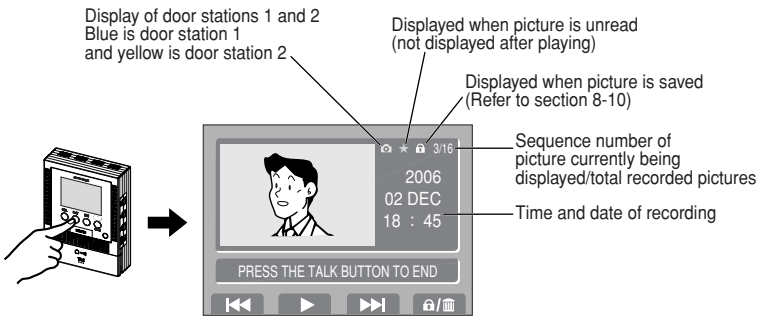 Display of door stations 1 and 2
Blue is door station 1
and yellow is door station 2
Displayed when picture is unread
(not displayed after playing)
Displayed when picture is saved
(Refer to section 8-10)
3/16
Sequence number of
picture currently being
displayed/total recorded pictures
2006
02 DEC
18 : 45
Time and date of recording
PRESS THE TALK BUTTON TO END
/